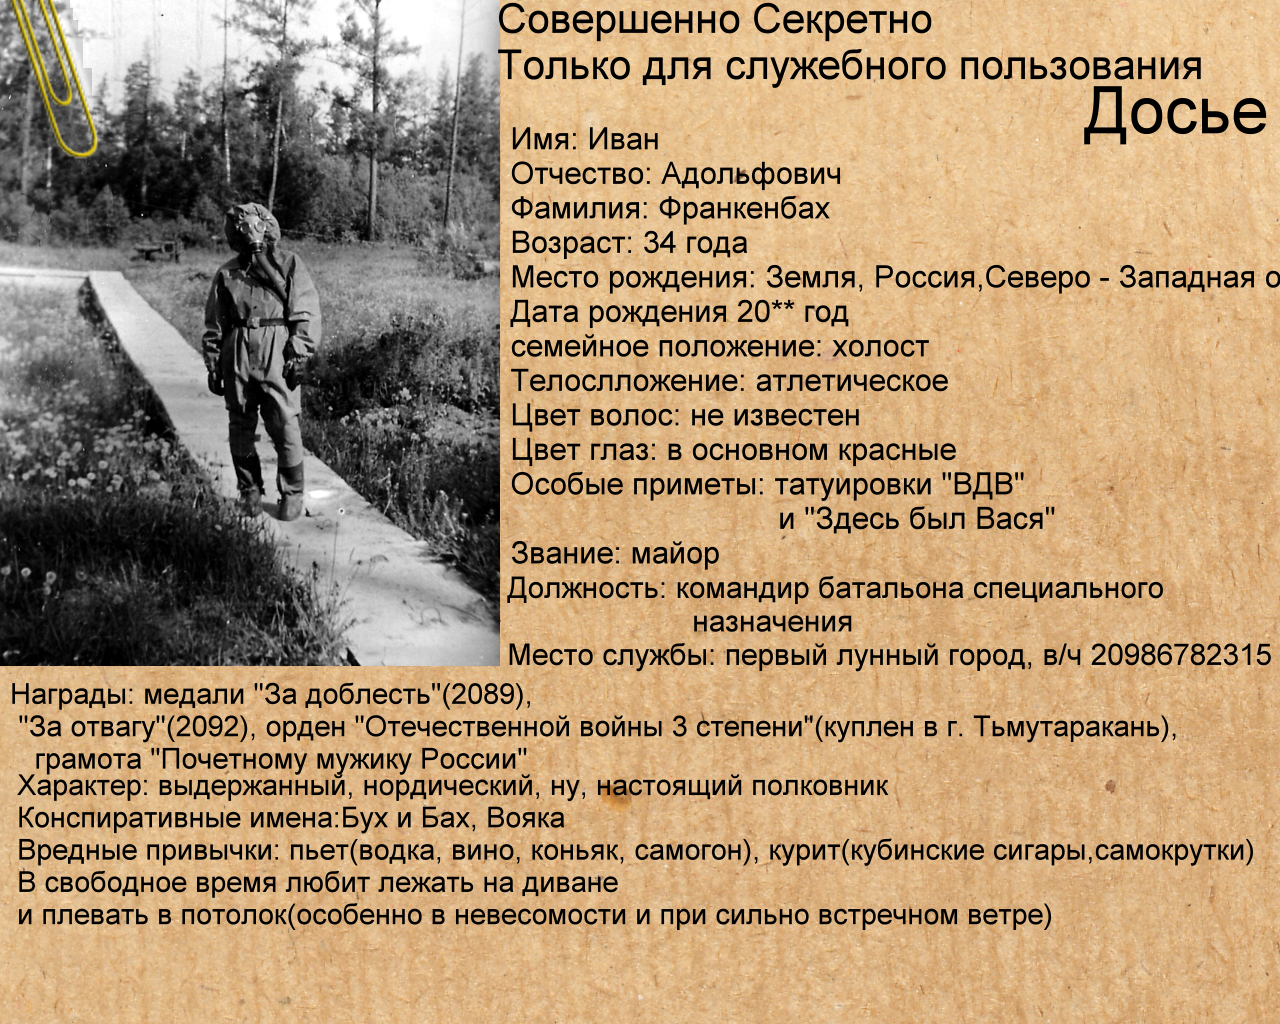 Совершенно Секретно
Только для служебного пользования
Досье
Имя: Иван
Отчество: Адольфович
Фамилия: Франкенбах
Возраст: 34 года
Место рождения: Земля, Россия,Северо - Западная о
Дата рождения 20** год
семейное положение: холост
Телослложение: атлетическое
Цвет волос: не известен
Цвет глаз: в основном красные
Особые приметы: татуировки "ВДВ"
и "Здесь был Вася"
Звание: майор
Должность: командир батальона специального
назначения
Место службы: первый лунный город, в/ч 20986782315
Награды: медали "За доблесть"(2089),
"За отвагу"(2092), орден "Отечественной войны 3 степени"(куплен в г. Тьмутаракань),
грамота "Почетному мужику России"
Характер: выдержанный, нордический, ну, настоящий полковник
Конспиративные имена:Бух и Бах, Вояка
Вредные привычки: пьет(водка, вино, коньяк, самогон), курит(кубинские сигары,самокрутки)
В свободное время любит лежать на диване
и плевать в потолок(особенно в невесомости и при сильно встречном ветре)